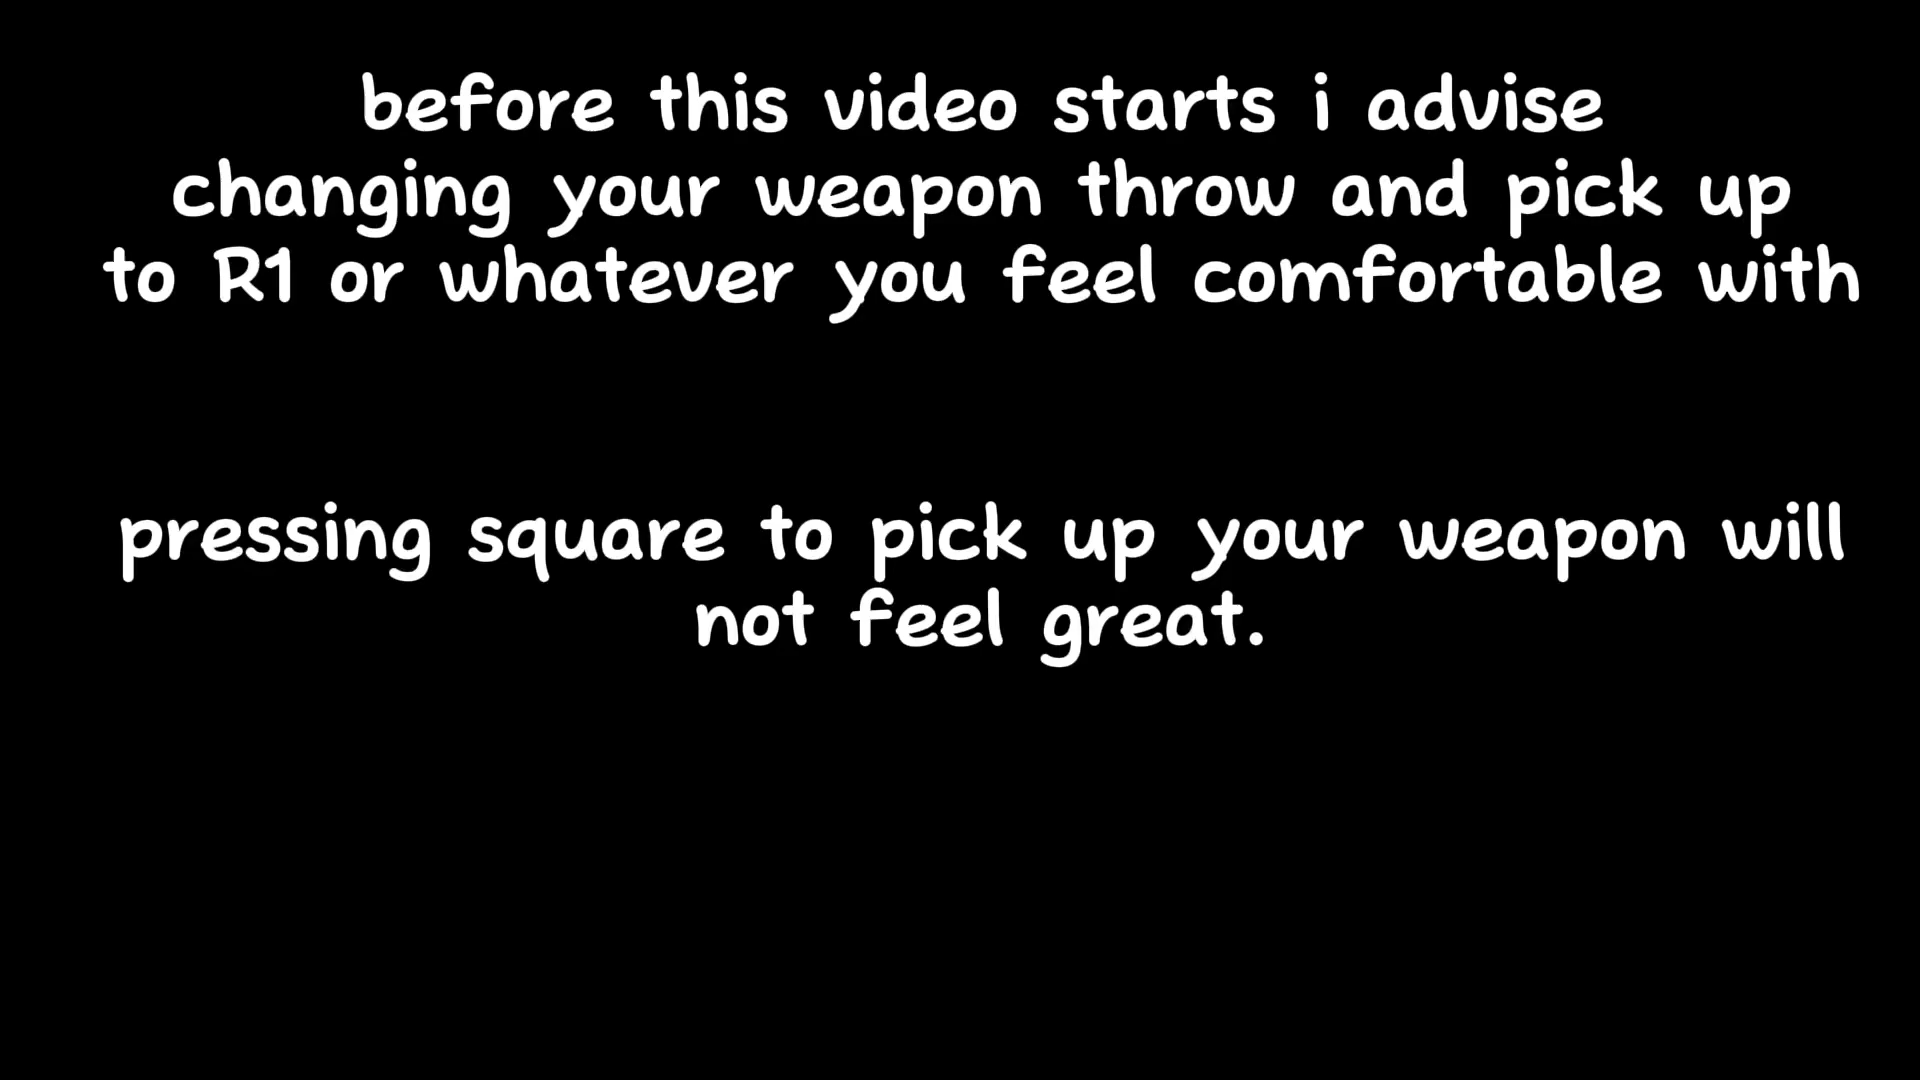 before this video starts i advise
changing your weapon throw and pick up
to R1 or whatever you feel comfortable with
pressing square to pick up your weapon will
not feel great.